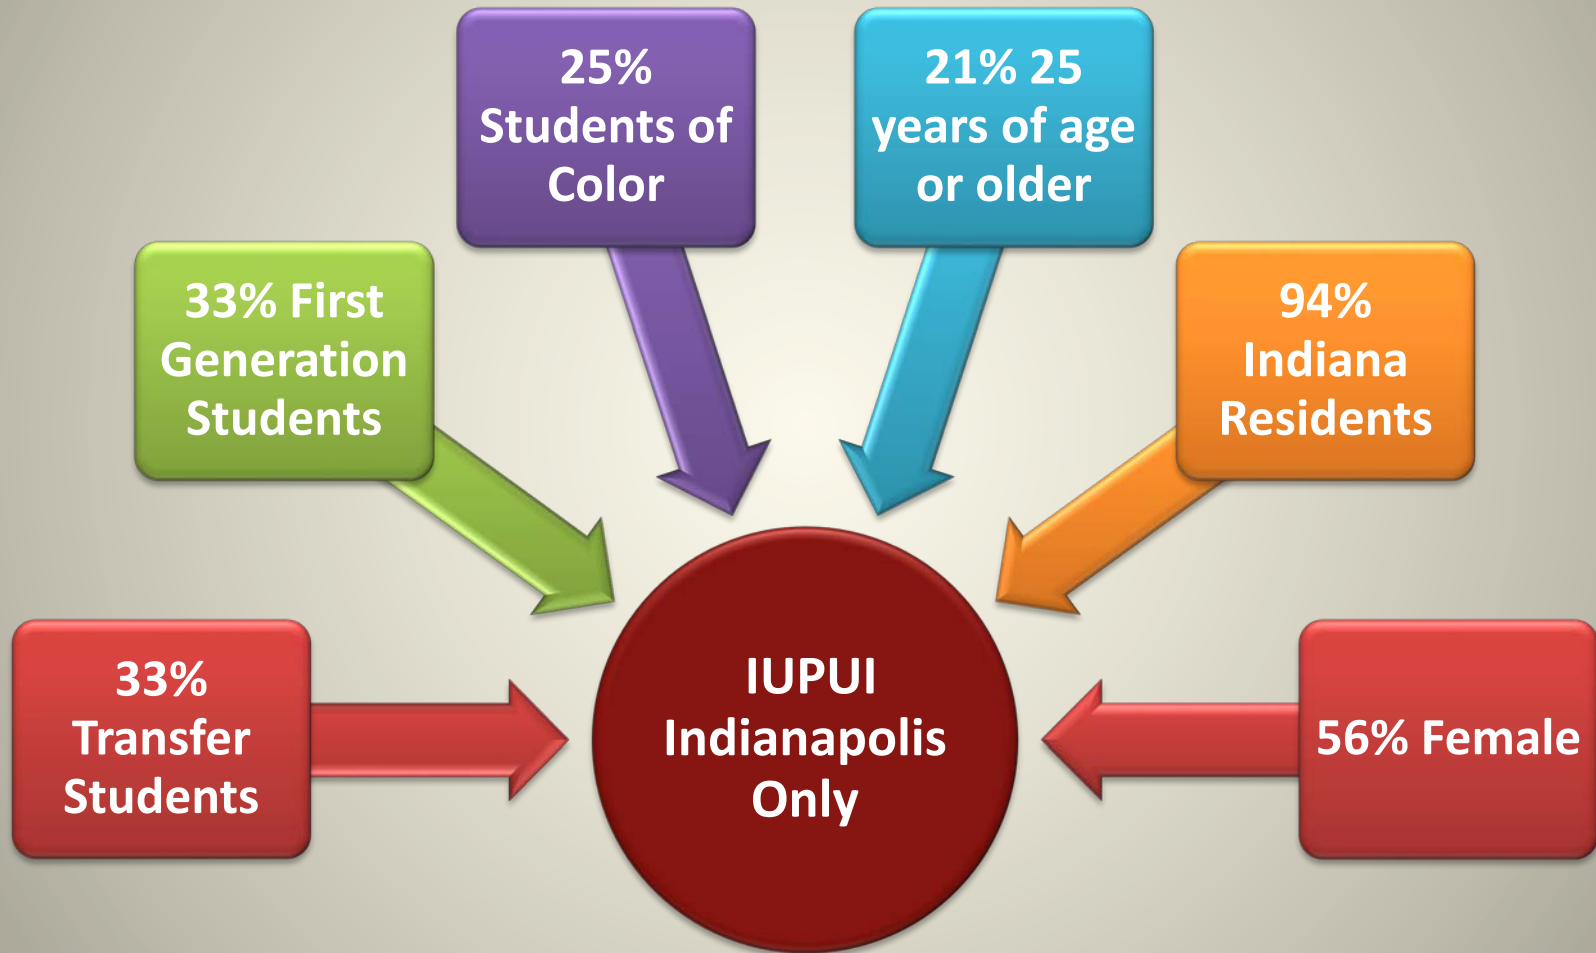 25%
Students of
Color
21% 25
years of age
or older
33% First
Generation
Students
94%
Indiana
Residents
33%
Transfer
Students
IUPUI
Indianapolis
Only
56% Female